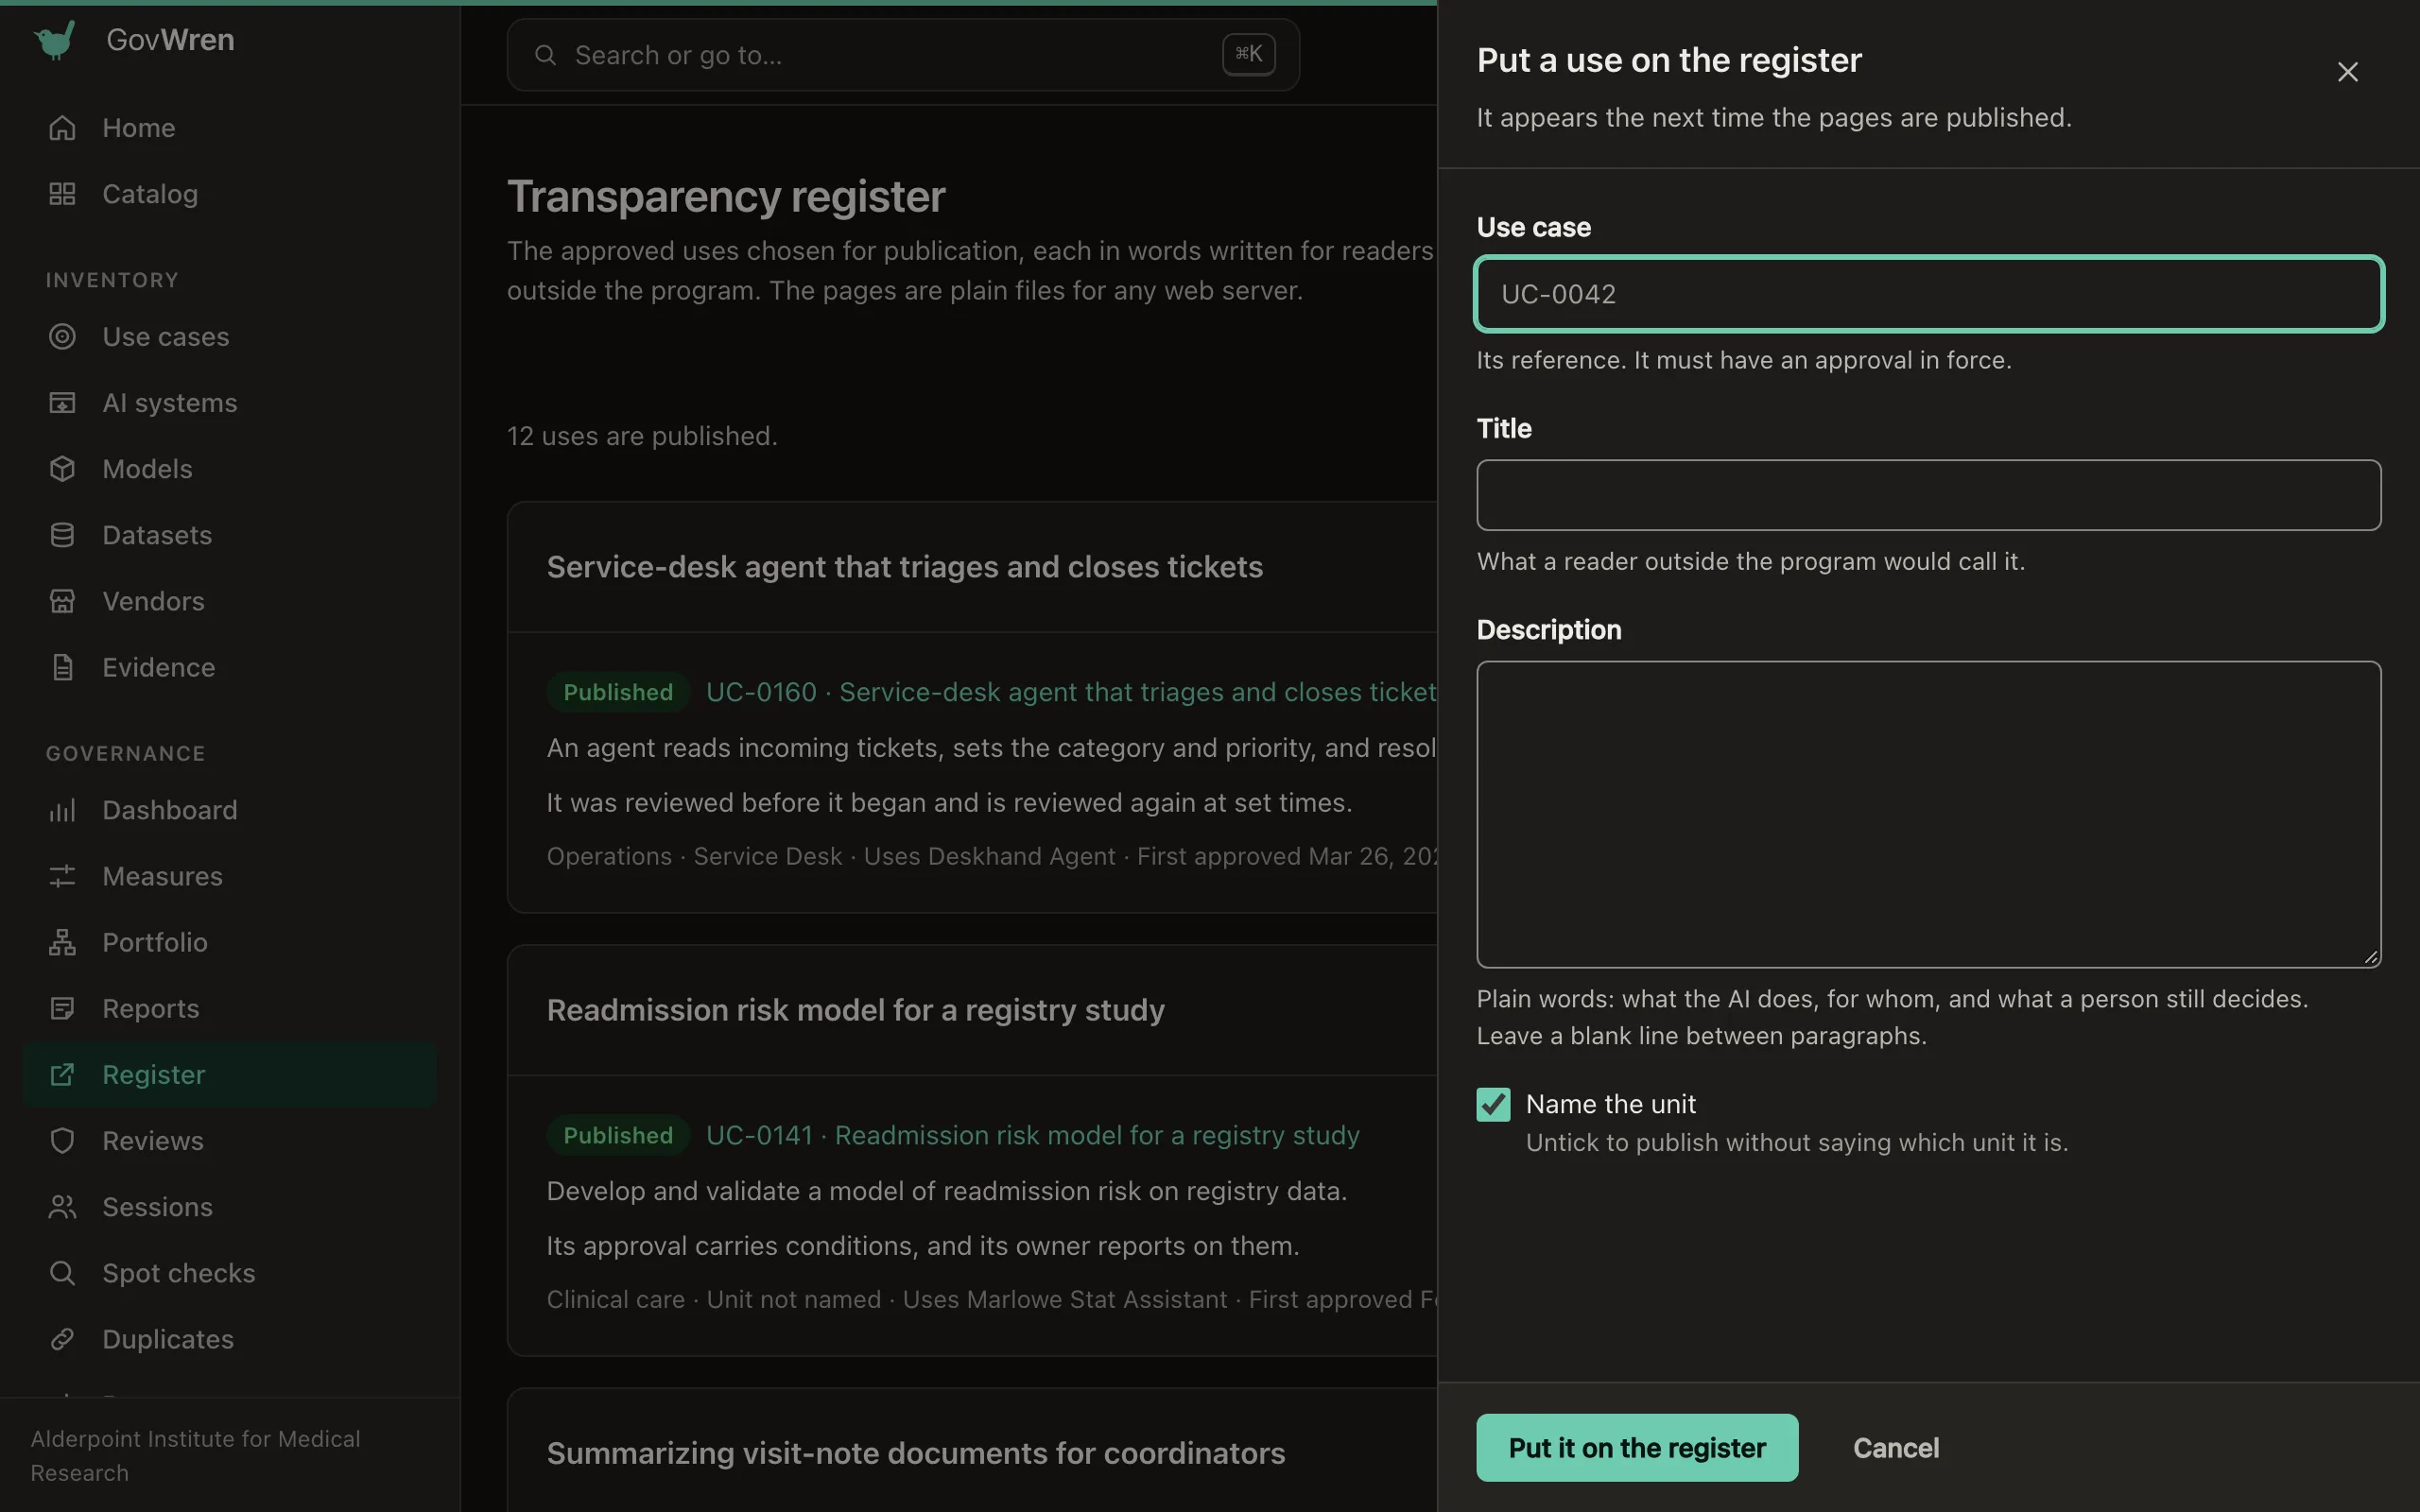 GovWren
Home
Catalog
INVENTORY
Use cases
AI systems
Models
Datasets
Vendors
Evidence
GOVERNANCE
Dashboard
Measures
Portfolio
Reports
Register
Reviews
Sessions
Spot checks
Duplicates
Alderpoint Institute for Medical
Research
Search or go to...
⌘K
Transparency register
The approved uses chosen for publication, each in words written for readers
outside the program. The pages are plain files for any web server.
12 uses are published.
Service-desk agent that triages and closes tickets
Published UC-0160 · Service-desk agent that triages and closes ticket
An agent reads incoming tickets, sets the category and priority, and resol
It was reviewed before it began and is reviewed again at set times.
Operations · Service Desk · Uses Deskhand Agent · First approved Mar 26, 202
Readmission risk model for a registry study
Published UC-0141 · Readmission risk model for a registry study
Develop and validate a model of readmission risk on registry data.
Its approval carries conditions, and its owner reports on them.
Clinical care · Unit not named · Uses Marlowe Stat Assistant · First approved
Summarizing visit-note documents for coordinators
Put a use on the register
It appears the next time the pages are published.
Use case
UC-0042
Its reference. It must have an approval in force.
Title
What a reader outside the program would call it.
Description
Plain words: what the AI does, for whom, and what a person still decides.
Leave a blank line between paragraphs.
Name the unit
Untick to publish without saying which unit it is.
Put it on the register
Cancel